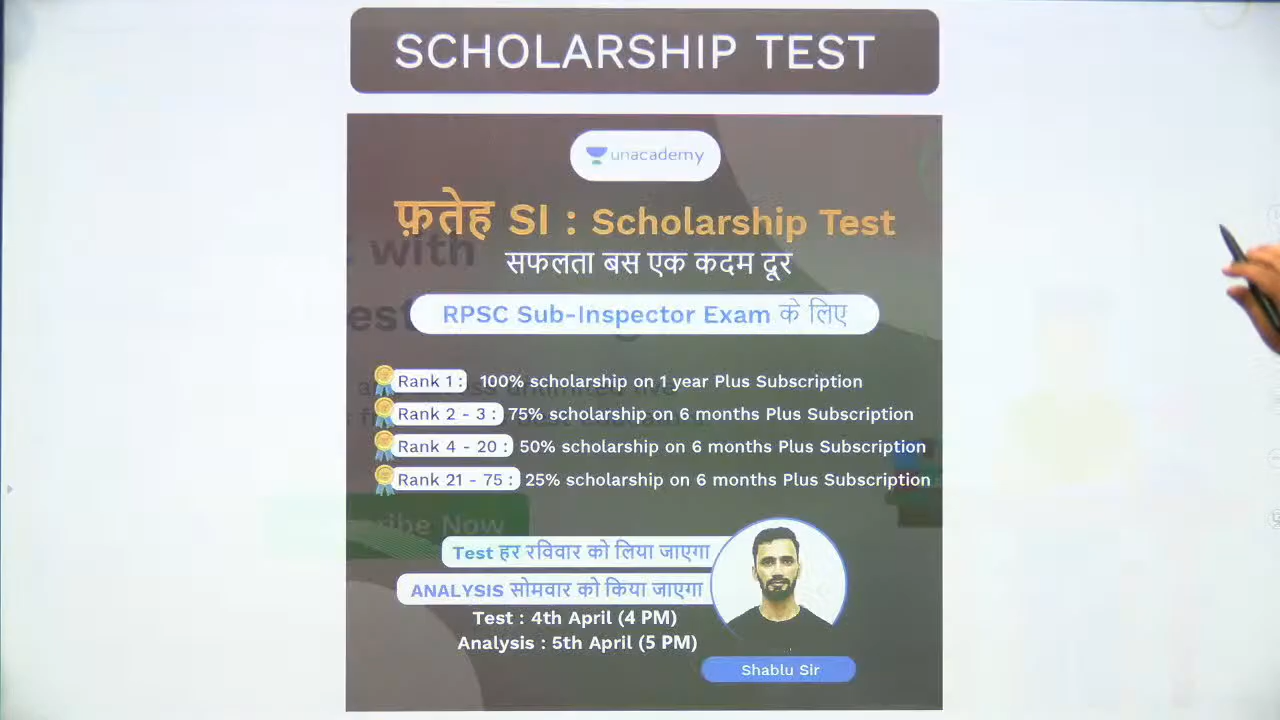 SCHOLARSHIP TEST
unacademy
फ़तेह SI : Scholarship Test
सफलता बस एक कदम दूर
RPSC Sub-Inspector Exam के लिए
Rank 1 : 100% scholarship on 1 year Plus Subscription
Rank 2 - 3 : 75% scholarship on 6 months Plus Subscription
Rank 4 - 20 : 50% scholarship on 6 months Plus Subscription
Rank 21 - 75 : 25% scholarship on 6 months Plus Subscription
Test हर रविवार को लिया जाएगा
ANALYSIS सोमवार को किया जाएगा
Test : 4th April (4 PM)
Analysis : 5th April (5 PM)
Shablu Sir
with
Now